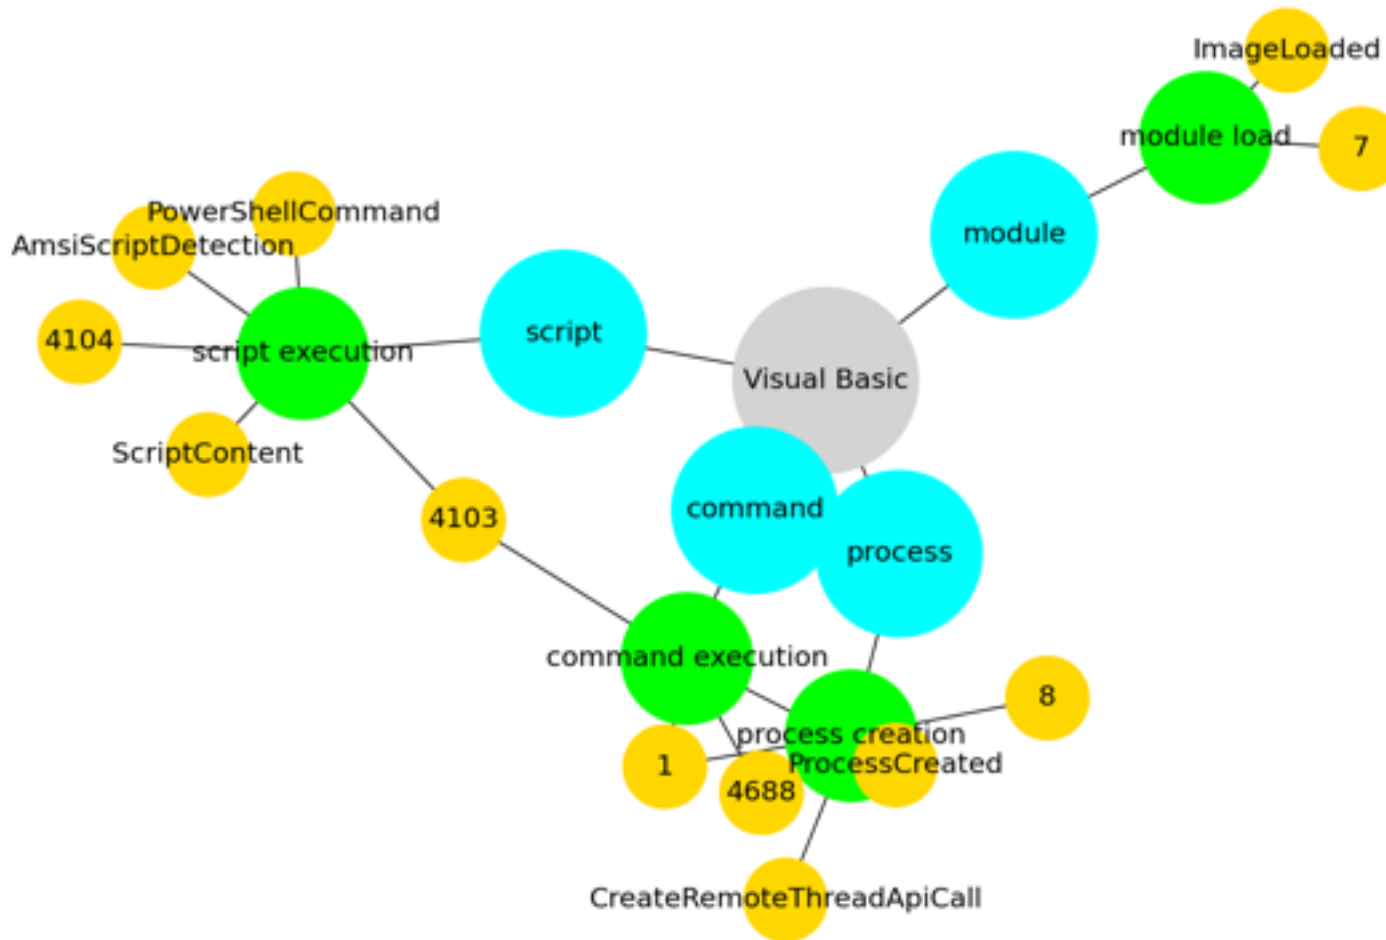 ImageLoaded
module load
7
PowerShellCommand
module
AmsiScriptDetection
script
4104
script execution
Visual Basic
ScriptContent
command
4103
process
command execution
8
process creation
1
ProcessCreated
4688
CreateRemoteThreadApiCall